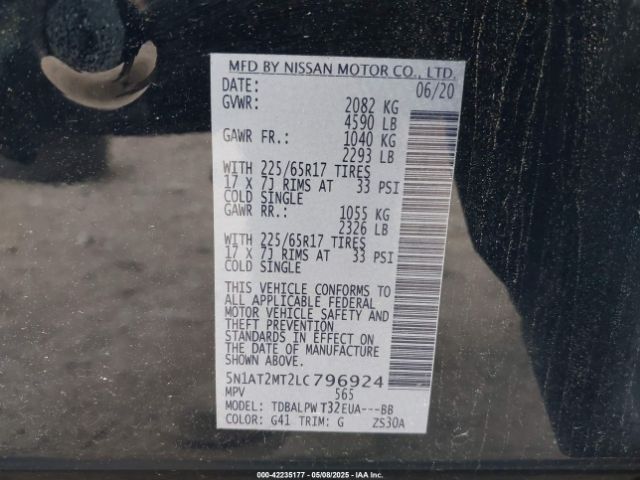 MFD BY NISSAN MOTOR CO., LTD.
DATE: 06/20
GVWR: 2082 KG
4590 LB
GAWR FR.: 1040 KG
2293 LB
WITH 225/65R17 TIRES
17 X 7J RIMS AT 33 PSI
COLD SINGLE
GAWR RR.: 1055 KG
2326 LB
WITH 225/65R17 TIRES
17 X 7J RIMS AT 33 PSI
COLD SINGLE
THIS VEHICLE CONFORMS TO
ALL APPLICABLE FEDERAL
MOTOR VEHICLE SAFETY AND
THEFT PREVENTION
STANDARDS IN EFFECT ON
THE DATE OF MANUFACTURE
SHOWN ABOVE.
5N1AT2MT2LC796924
MPV 565
MODEL: TDBALPW T32EUA---BB
COLOR: G41 TRIM: G ZS30A
000-42235177 — 05/08/2025 — IAA Corp.